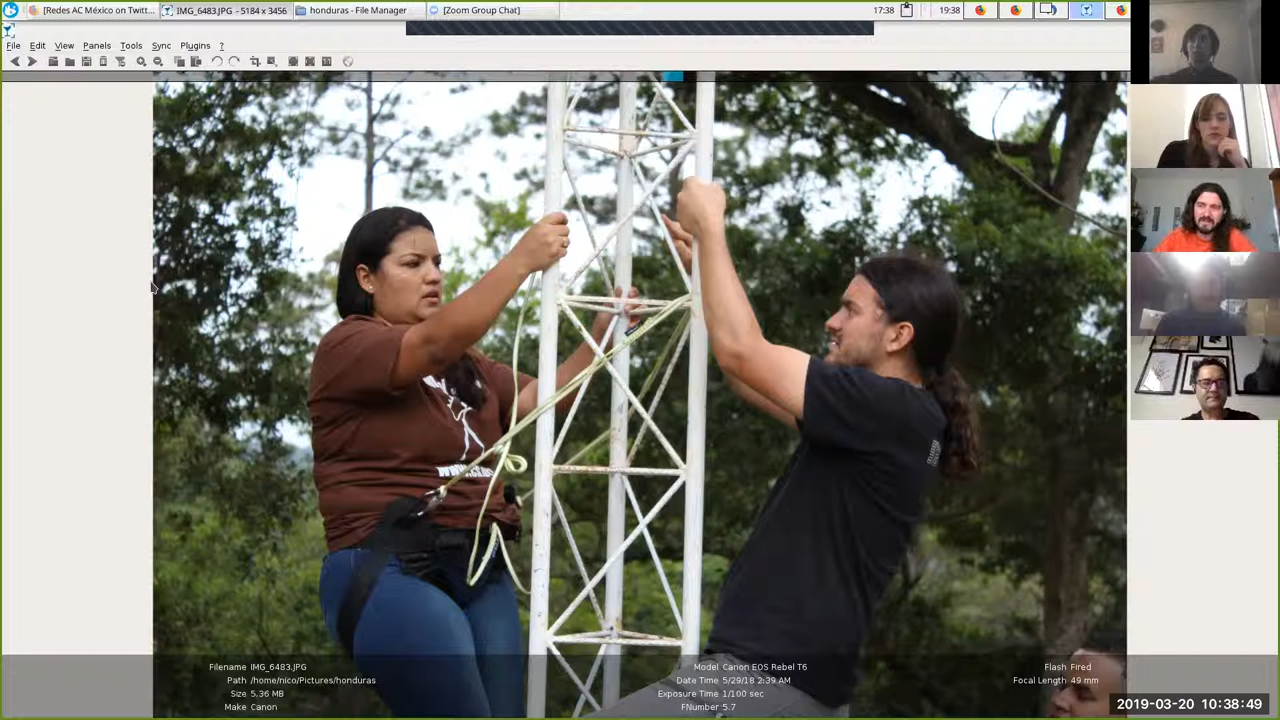 [Redes AC México on Twitt...
IMG_6483.JPG - 5184 x 3456
honduras - File Manager
[Zoom Group Chat]
17:38
19:38
File Edit View Panels Tools Sync Plugins ?
Filename IMG_6483.JPG
Path /home/nico/Pictures/honduras
Size 5.36 MB
Make Canon
Model Canon EOS Rebel T6
Date Time 5/29/18 2:39 AM
Exposure Time 1/100 sec
FNumber 5.7
Flash Fired
Focal Length 49 mm
2019-03-20 10:38:49